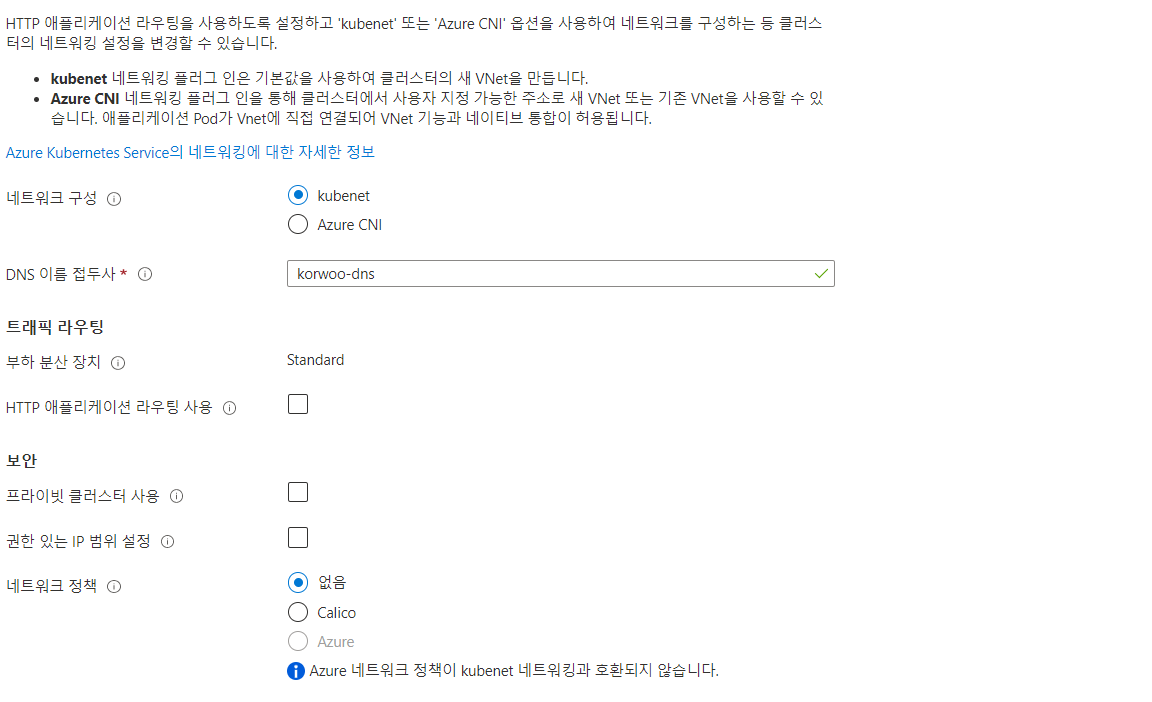 HTTP 애플리케이션 라우팅을 사용하도록 설정하고 'kubenet' 또는 'Azure CNI' 옵션을 사용하여 네트워크를 구성하는 등 클러스
터의 네트워킹 설정을 변경할 수 있습니다.
• kubenet 네트워킹 플러그 인은 기본값을 사용하여 클러스터의 새 VNet을 만듭니다.
• Azure CNI 네트워킹 플러그 인을 통해 클러스터에서 사용자 지정 가능한 주소로 새 VNet 또는 기존 VNet을 사용할 수 있
습니다. 애플리케이션 Pod가 Vnet에 직접 연결되어 VNet 기능과 네이티브 통합이 허용됩니다.
Azure Kubernetes Service의 네트워킹에 대한 자세한 정보
네트워크 구성
kubenet
Azure CNI
DNS 이름 접두사 *
korwoo-dns
트래픽 라우팅
부하 분산 장치
Standard
HTTP 애플리케이션 라우팅 사용
보안
프라이빗 클러스터 사용
권한 있는 IP 범위 설정
네트워크 정책
없음
Calico
Azure
Azure 네트워크 정책이 kubenet 네트워킹과 호환되지 않습니다.